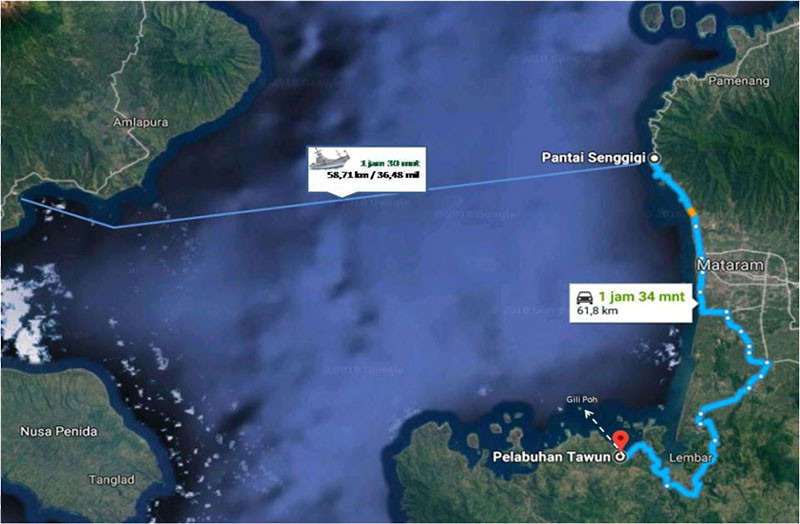 Pamenang
Amlapura
Pantai Senggigi
1 jam 30 mnt
58,71 km / 36,48 mil
Mataram
1 jam 34 mnt
61,8 km
Gili Poh
Nusa Penida
Pelabuhan Tawun
Lembar
Tanglad